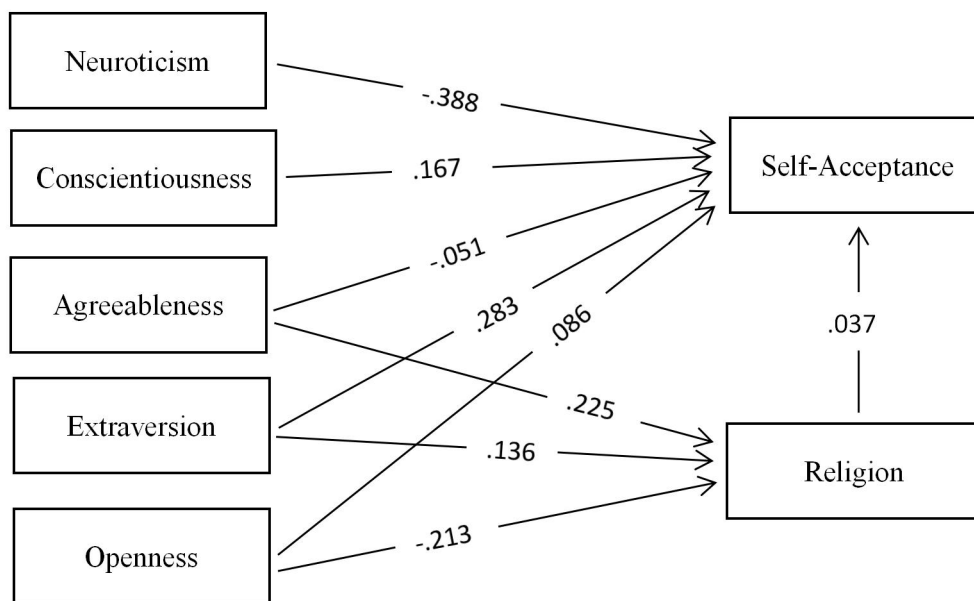 Neuroticism
-.388
Conscientiousness
.167
Self-Acceptance
Agreeableness
-.051
.283
.086
.037
Extraversion
.225
.136
Religion
Openness
-.213